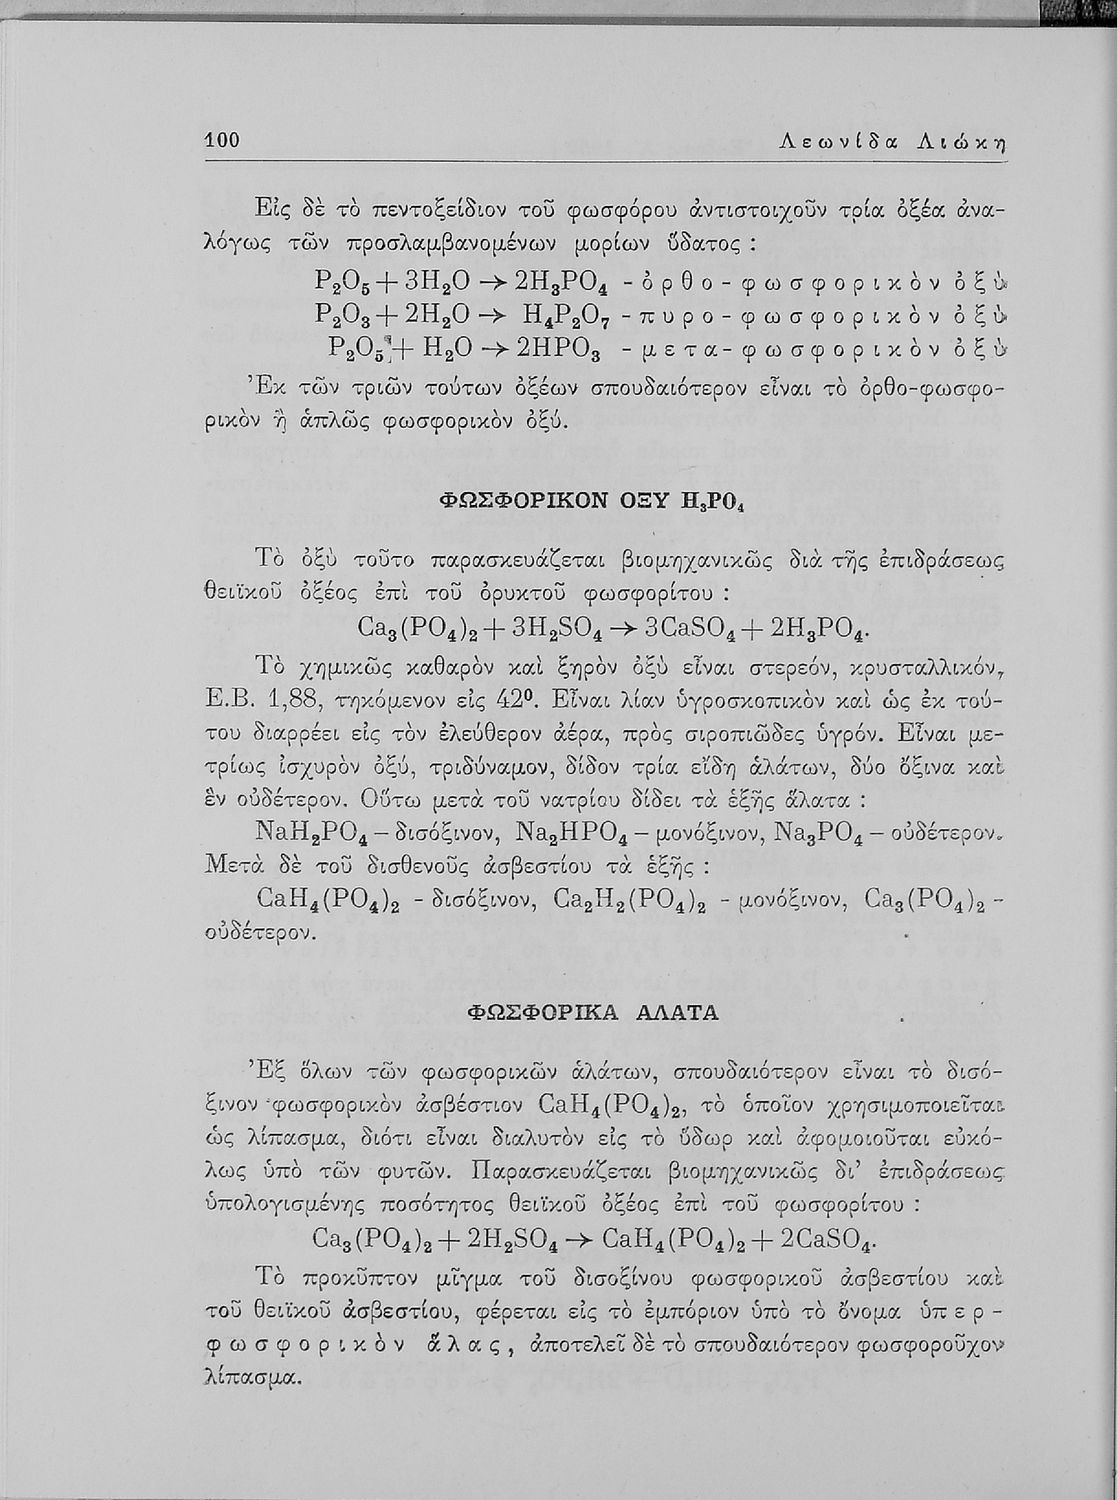 100 Λεωνίδα Λιώκη
Εἰς δὲ τὸ πεντοξείδιον τοῦ φωσφόρου ἀντιστοιχοῦν τρία ὀξέα ἀνα-
λόγως τῶν προσλαμβανομένων μορίων ὕδατος :
P₂O₅ + 3H₂O → 2H₃PO₄ - ὀρθο - φωσφορικὸν ὀξὺ
P₂O₃ + 2H₂O → H₄P₂O₇ - πυρο - φωσφορικὸν ὀξὺ
P₂O₅ + H₂O → 2HPO₃ - μετα - φωσφορικὸν ὀξὺ
Ἐκ τῶν τριῶν τούτων ὀξέων σπουδαιότερον εἶναι τὸ ὀρθο-φωσφο-
ρικὸν ἢ ἁπλῶς φωσφορικὸν ὀξύ.
ΦΩΣΦΟΡΙΚΟΝ ΟΞΥ H₃PO₄
Τὸ ὀξὺ τοῦτο παρασκευάζεται βιομηχανικῶς διὰ τῆς ἐπιδράσεως
θειϊκοῦ ὀξέος ἐπὶ τοῦ ὀρυκτοῦ φωσφορίτου :
Ca₃(PO₄)₂ + 3H₂SO₄ → 3CaSO₄ + 2H₃PO₄.
Τὸ χημικῶς καθαρὸν καὶ ξηρὸν ὀξὺ εἶναι στερεόν, κρυσταλλικόν,
Ε.Β. 1,88, τηκόμενον εἰς 42⁰. Εἶναι λίαν ὑγροσκοπικὸν καὶ ὡς ἐκ τού-
του διαρρέει εἰς τὸν ἐλεύθερον ἀέρα, πρὸς σιροπιῶδες ὑγρόν. Εἶναι με-
τρίως ἰσχυρὸν ὀξύ, τριδύναμον, δίδον τρία εἴδη ἁλάτων, δύο ὄξινα καὶ
ἓν οὐδέτερον. Οὕτω μετὰ τοῦ νατρίου δίδει τὰ ἑξῆς ἅλατα :
NaH₂PO₄ – δισόξινον, Na₂HPO₄ – μονόξινον, Na₃PO₄ – οὐδέτερον.
Μετὰ δὲ τοῦ δισθενοῦς ἀσβεστίου τὰ ἑξῆς :
CaH₄(PO₄)₂ - δισόξινον, Ca₂H₂(PO₄)₂ - μονόξινον, Ca₃(PO₄)₂ -
οὐδέτερον.
ΦΩΣΦΟΡΙΚΑ ΑΛΑΤΑ
Ἐξ ὅλων τῶν φωσφορικῶν ἁλάτων, σπουδαιότερον εἶναι τὸ δισό-
ξινον φωσφορικὸν ἀσβέστιον CaH₄(PO₄)₂, τὸ ὁποῖον χρησιμοποιεῖται
ὡς λίπασμα, διότι εἶναι διαλυτὸν εἰς τὸ ὕδωρ καὶ ἀφομοιοῦται εὐκό-
λως ὑπὸ τῶν φυτῶν. Παρασκευάζεται βιομηχανικῶς δι’ ἐπιδράσεως
ὑπολογισμένης ποσότητος θειϊκοῦ ὀξέος ἐπὶ τοῦ φωσφορίτου :
Ca₃(PO₄)₂ + 2H₂SO₄ → CaH₄(PO₄)₂ + 2CaSO₄.
Τὸ προκῦπτον μῖγμα τοῦ δισοξίνου φωσφορικοῦ ἀσβεστίου καὶ
τοῦ θειϊκοῦ ἀσβεστίου, φέρεται εἰς τὸ ἐμπόριον ὑπὸ τὸ ὄνομα ὑπερ-
φωσφορικὸν ἅλας, ἀποτελεῖ δὲ τὸ σπουδαιότερον φωσφοροῦχον
λίπασμα.